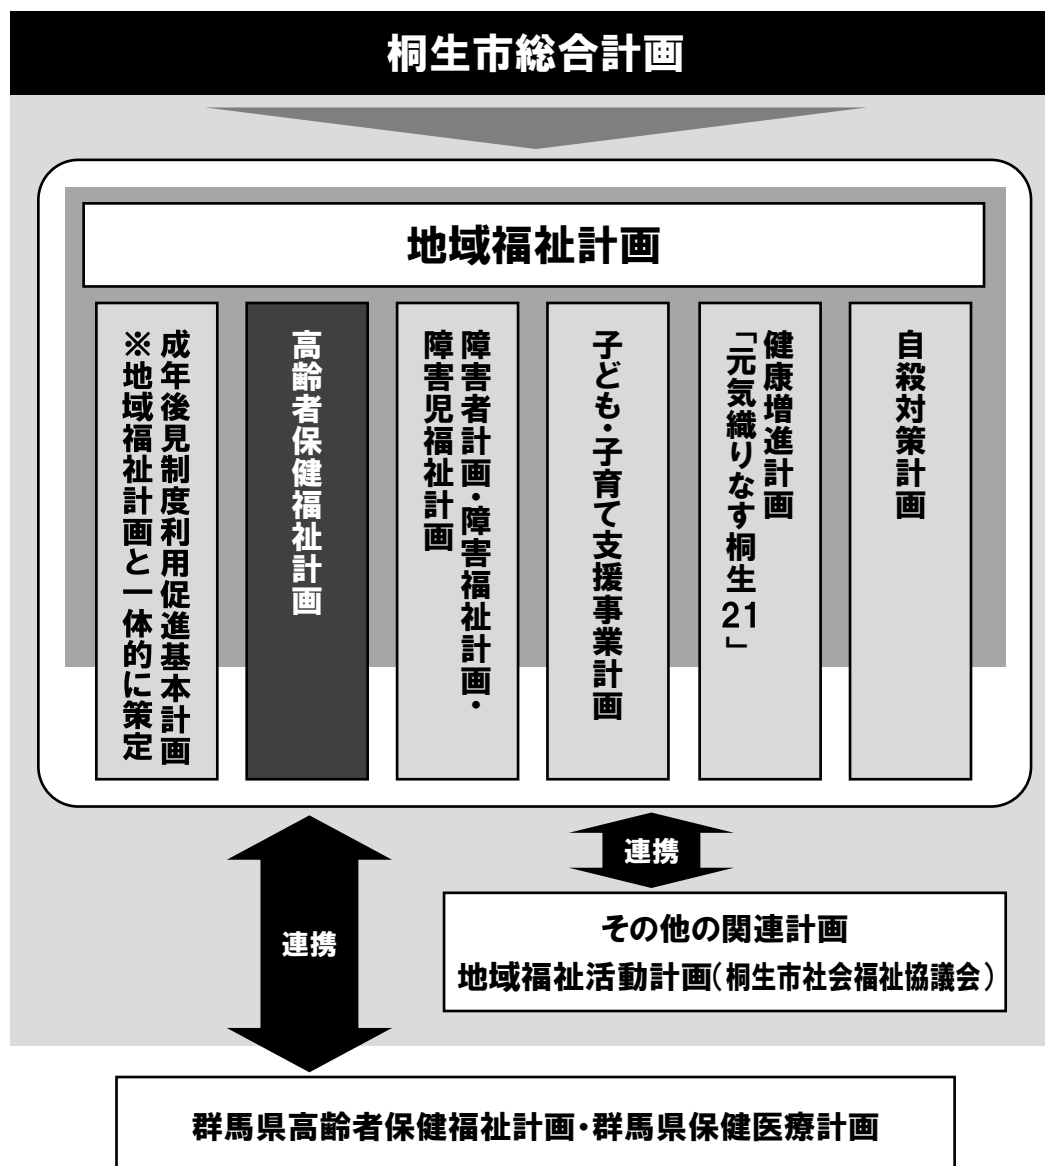 桐生市総合計画
地域福祉計画
成年後見制度利用促進基本計画
※地域福祉計画と一体的に策定
高齢者保健福祉計画
障害者計画・障害福祉計画・
障害児福祉計画
子ども・子育て支援事業計画
健康増進計画
「元気織りなす桐生21」
自殺対策計画
連携
その他の関連計画
地域福祉活動計画（桐生市社会福祉協議会）
連携
群馬県高齢者保健福祉計画・群馬県保健医療計画